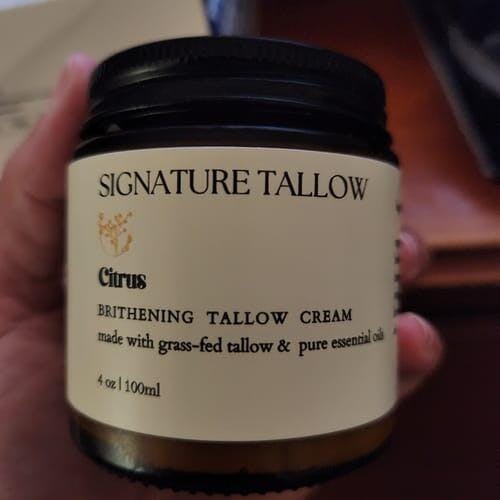 SIGNATURE TALLOW
Citrus
BRITHENING TALLOW CREAM
made with grass-fed tallow & pure essential oils
4 oz | 100ml